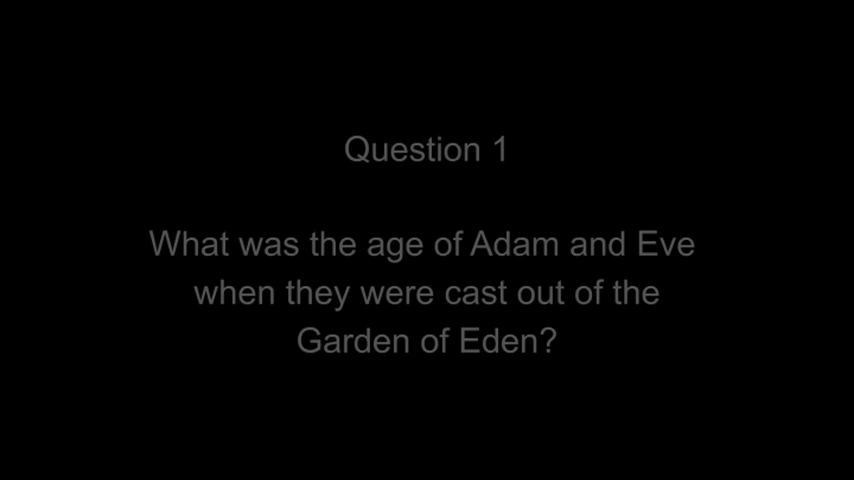 Question 1
What was the age of Adam and Eve
when they were cast out of the
Garden of Eden?